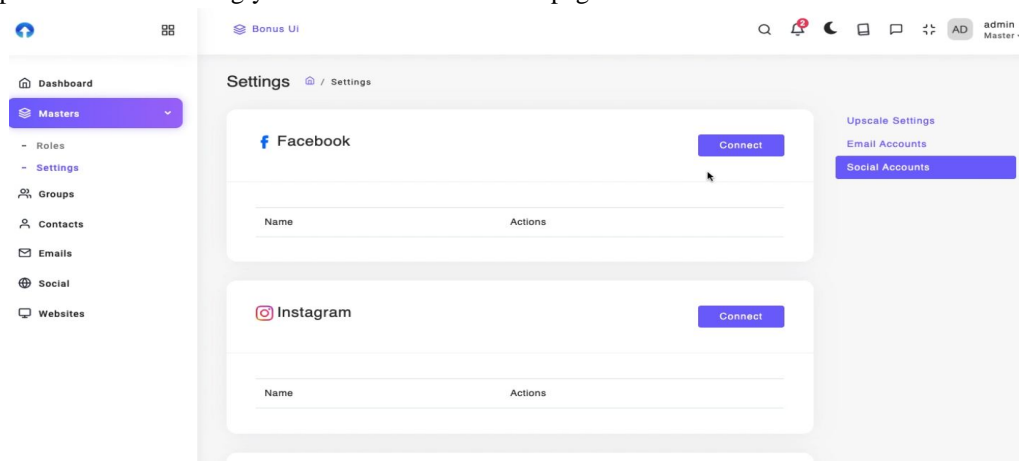 Bonus Ui
2
AD
admin
Master
Dashboard
Masters
- Roles
- Settings
Groups
Contacts
Emails
Social
Websites
Settings / Settings
Facebook
Connect
Name Actions
Instagram
Connect
Name Actions
Upscale Settings
Email Accounts
Social Accounts